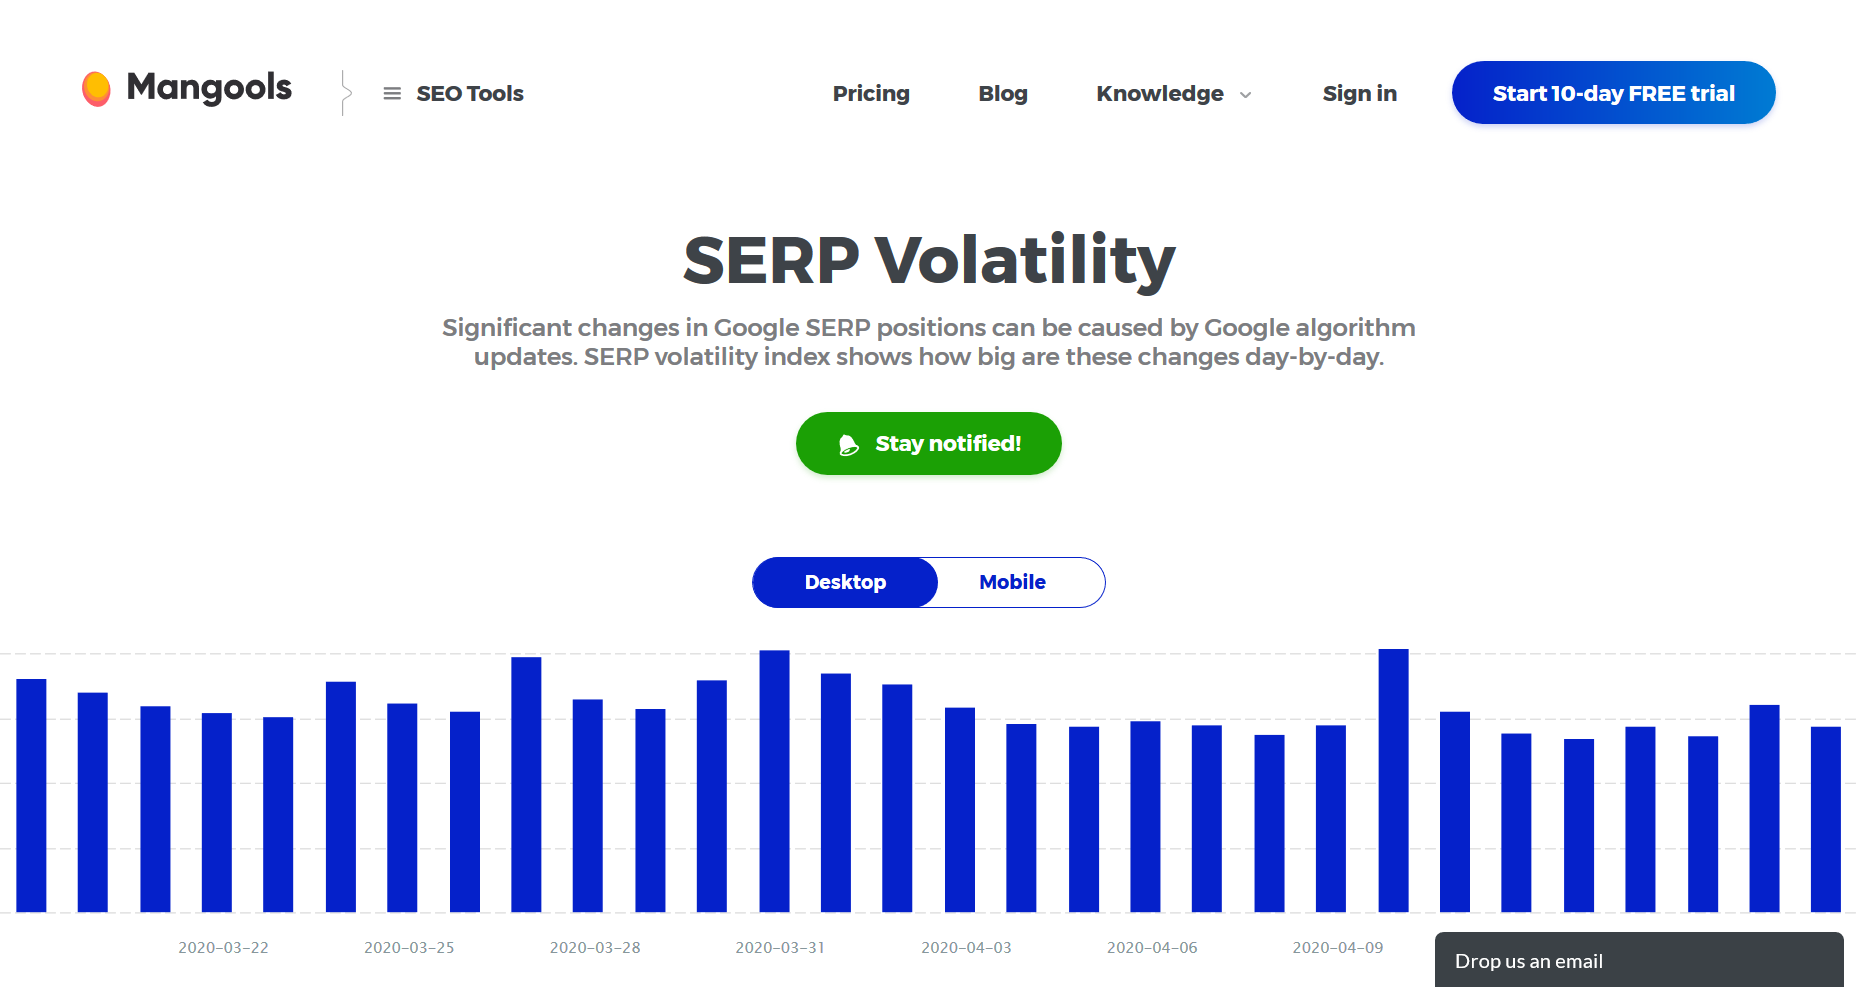 Mangools
SEO Tools
Pricing
Blog
Knowledge
Sign in
Start 10-day FREE trial
SERP Volatility
Significant changes in Google SERP positions can be caused by Google algorithm
updates. SERP volatility index shows how big are these changes day-by-day.
Stay notified!
Desktop
Mobile
2020-03-22
2020-03-25
2020-03-28
2020-03-31
2020-04-03
2020-04-06
2020-04-09
Drop us an email